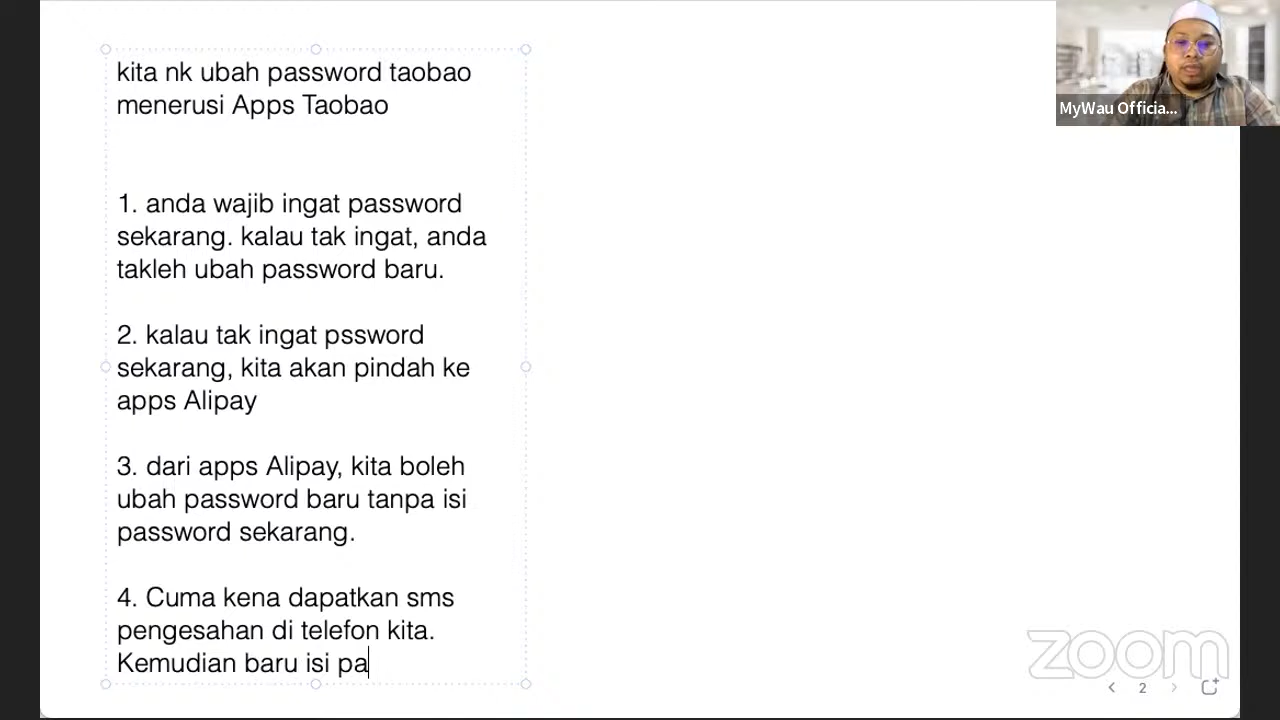 kita nk ubah password taobao
menerusi Apps Taobao
1. anda wajib ingat password
sekarang. kalau tak ingat, anda
takleh ubah password baru.
2. kalau tak ingat pssword
sekarang, kita akan pindah ke
apps Alipay
3. dari apps Alipay, kita boleh
ubah password baru tanpa isi
password sekarang.
4. Cuma kena dapatkan sms
pengesahan di telefon kita.
Kemudian baru isi pa
MyWau Officia...
zoom
2